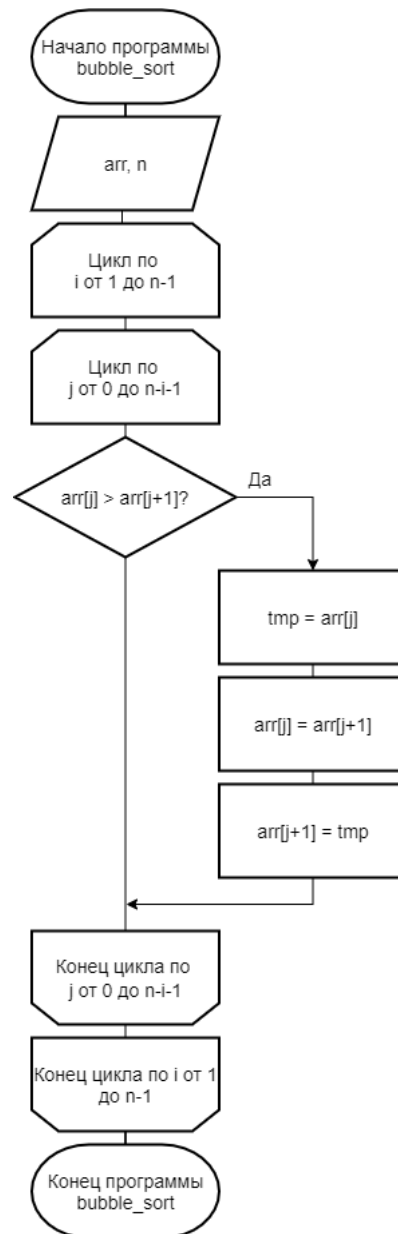 Начало программы
bubble_sort
arr, n
Цикл по
i от 1 до n-1
Цикл по
j от 0 до n-i-1
arr[j] > arr[j+1]?
Да
tmp = arr[j]
arr[j] = arr[j+1]
arr[j+1] = tmp
Конец цикла по
j от 0 до n-i-1
Конец цикла по i от 1
до n-1
Конец программы
bubble_sort